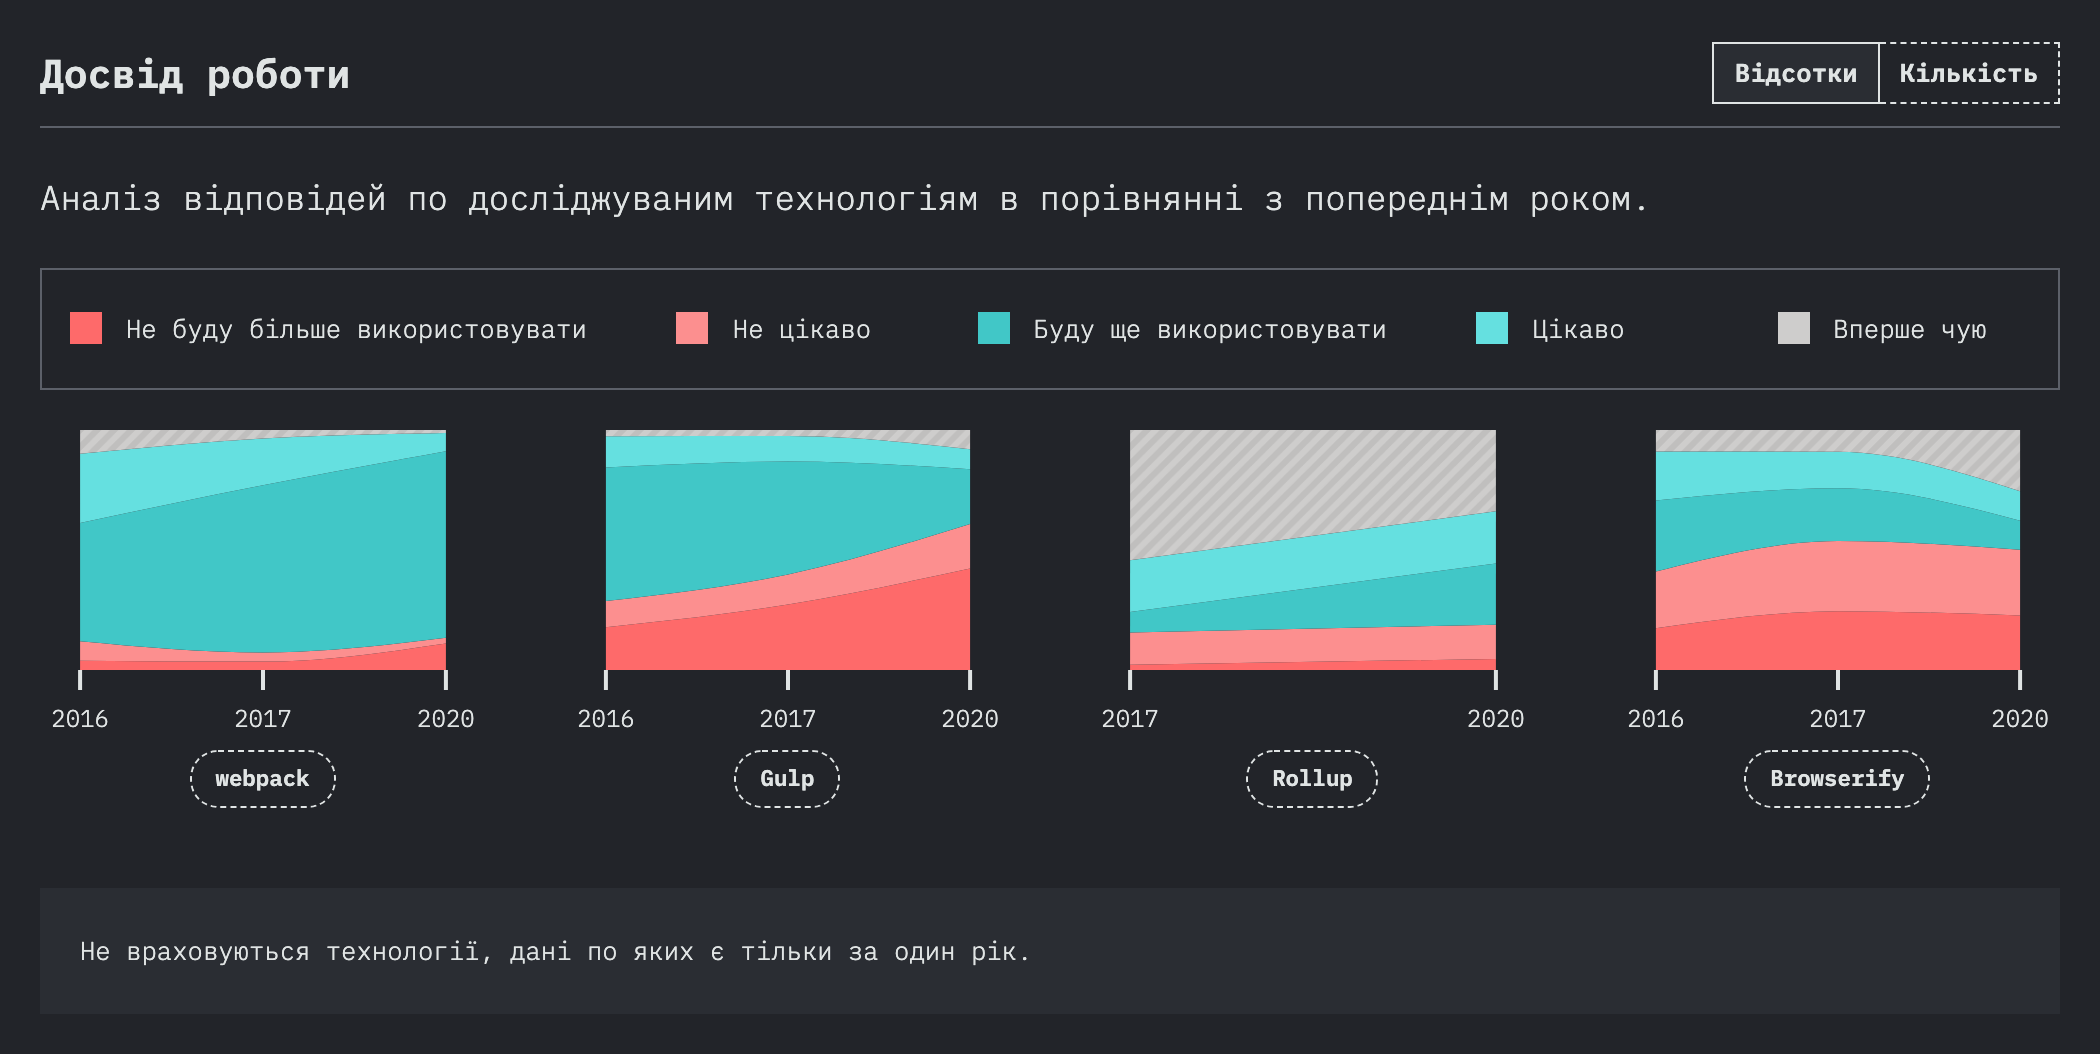 Досвід роботи
Відсотки Кількість
Аналіз відповідей по досліджуваним технологіям в порівнянні з попереднім роком.
Не буду більше використовувати Не цікаво Буду ще використовувати Цікаво Вперше чую
2016 2017 2020 2016 2017 2020 2017 2020 2016 2017 2020
webpack Gulp Rollup Browserify
Не враховуються технології, дані по яких є тільки за один рік.